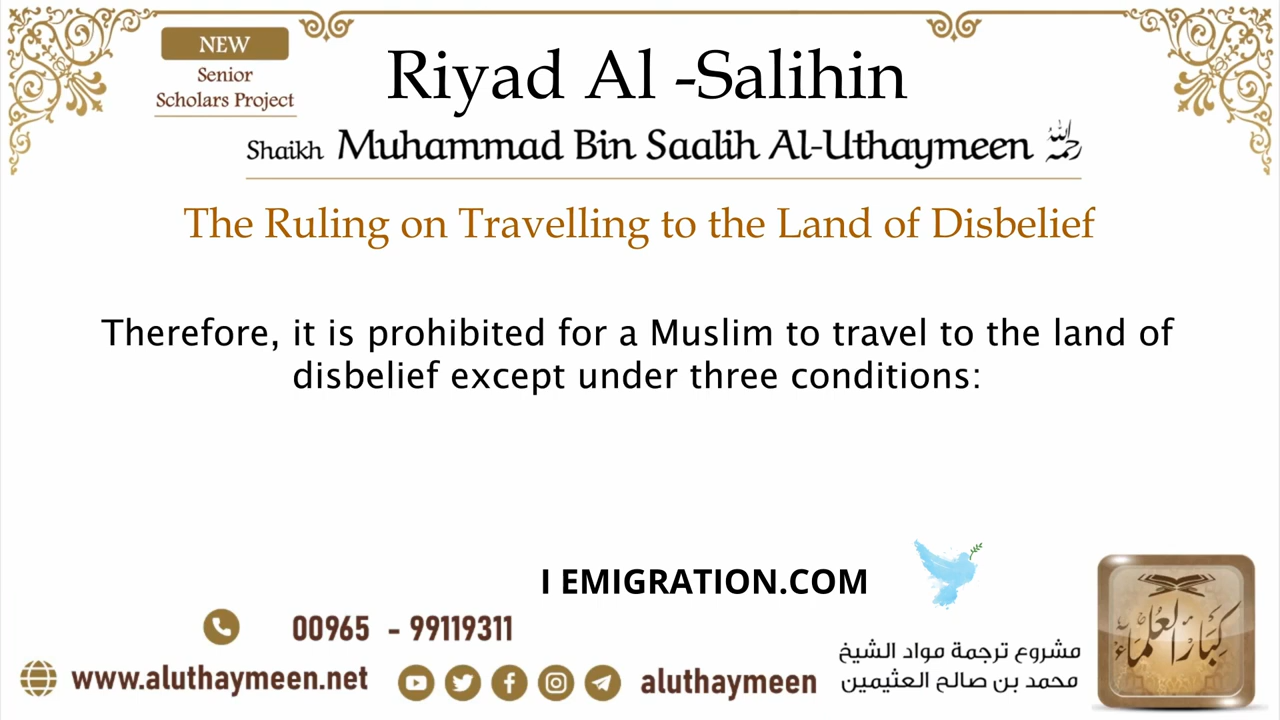 NEW
Senior
Scholars Project
Riyad Al -Salihin
Shaikh Muhammad Bin Saalih Al-Uthaymeen رحمه الله
The Ruling on Travelling to the Land of Disbelief
Therefore, it is prohibited for a Muslim to travel to the land of
disbelief except under three conditions:
I EMIGRATION.COM
00965 - 99119311
www.aluthaymeen.net
aluthaymeen
مشروع ترجمة مواد الشيخ
محمد بن صالح العثيمين
كبار العلماء